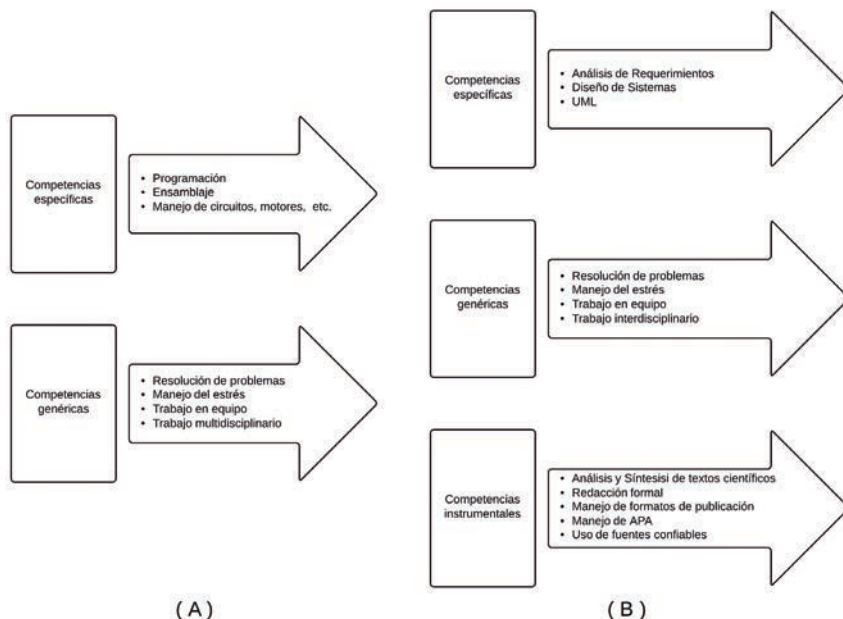 Competencias
específicas
• Programación
• Ensamblaje
• Manejo de circuitos, motores, etc.
Competencias
genéricas
• Resolución de problemas
• Manejo del estrés
• Trabajo en equipo
• Trabajo multidisciplinario
( A )
Competencias
específicas
• Análisis de Requerimientos
• Diseño de Sistemas
• UML
Competencias
genéricas
• Resolución de problemas
• Manejo del estrés
• Trabajo en equipo
• Trabajo interdisciplinario
Competencias
instrumentales
• Análisis y Síntesisi de textos científicos
• Redacción formal
• Manejo de formatos de publicación
• Manejo de APA
• Uso de fuentes confiables
( B )